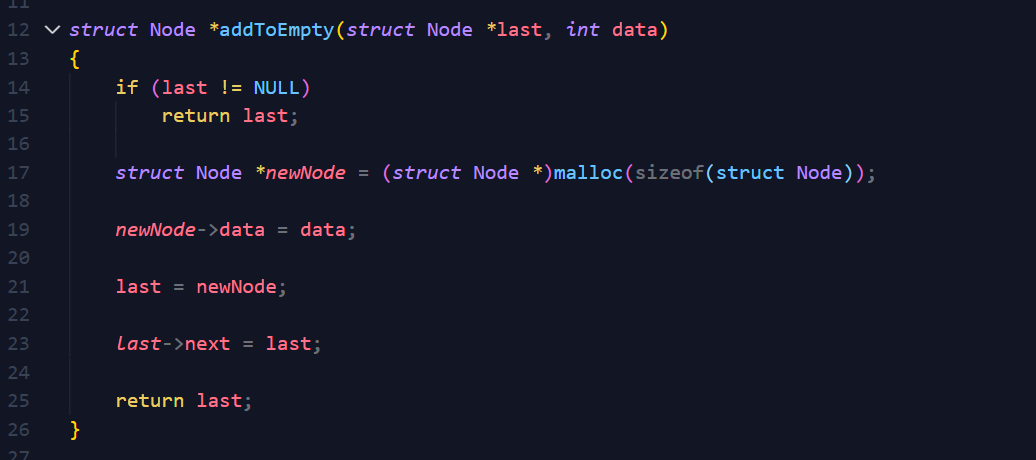 11
12 struct Node *addToEmpty(struct Node *last, int data)
13 {
14 if (last != NULL)
15 return last;
16
17 struct Node *newNode = (struct Node *)malloc(sizeof(struct Node));
18
19 newNode->data = data;
20
21 last = newNode;
22
23 last->next = last;
24
25 return last;
26 }
27